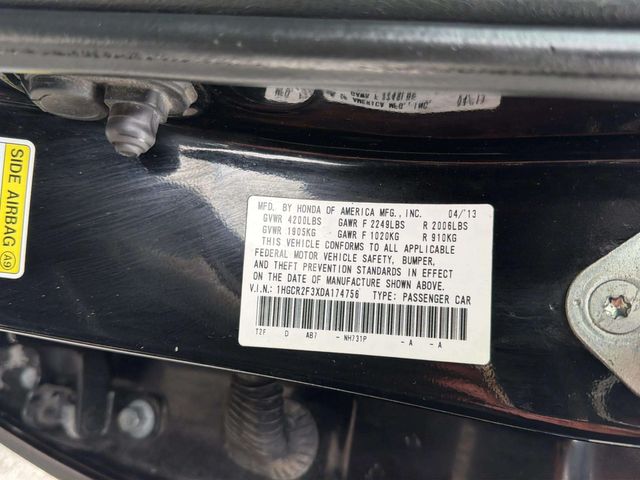 SIDE AIRBAG
A9
MFD. BY HONDA OF AMERICA MFG., INC. 04/'13
GVWR 4200LBS GAWR F 2249LBS R 2006LBS
GVWR 1905KG GAWR F 1020KG R 910KG
THIS VEHICLE CONFORMS TO ALL APPLICABLE
FEDERAL MOTOR VEHICLE SAFETY, BUMPER,
AND THEFT PREVENTION STANDARDS IN EFFECT
ON THE DATE OF MANUFACTURE SHOWN ABOVE.
V.I.N.: 1HGCR2F3XDA174756 TYPE: PASSENGER CAR
T2F D AB7 - NH731P - A - A